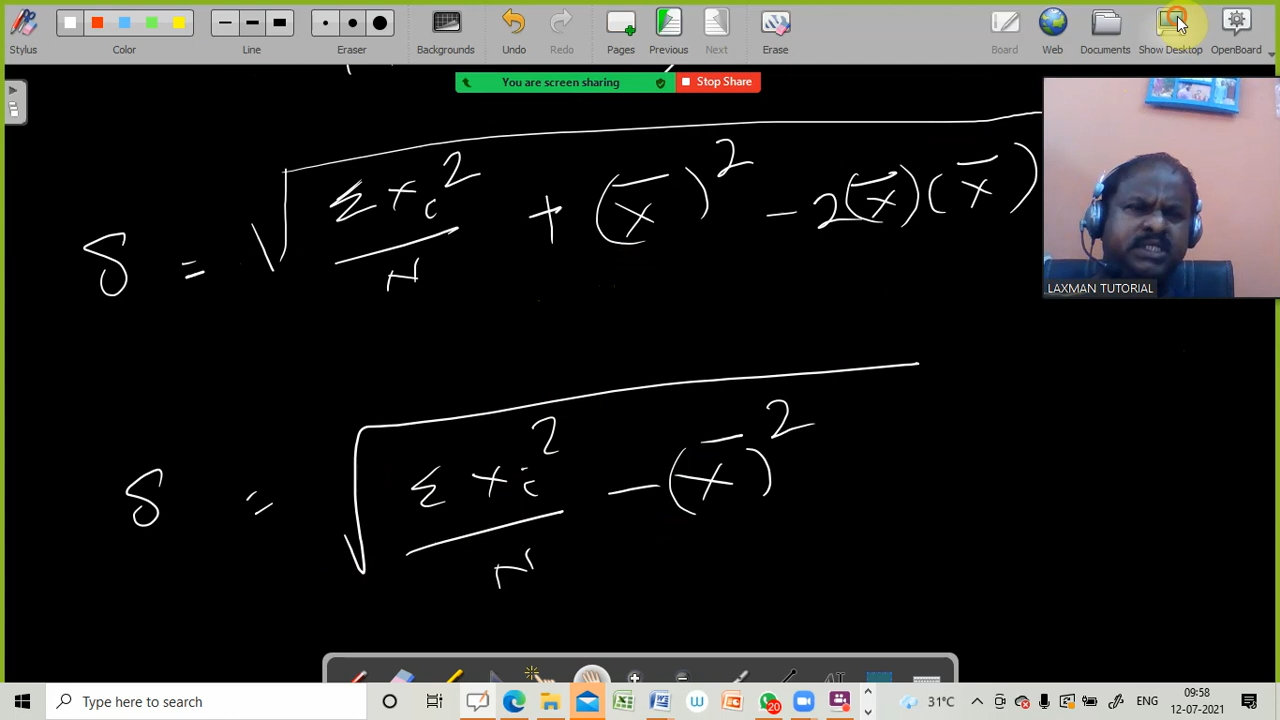 Stylus Color Line Eraser Backgrounds Undo Redo Pages Previous Next Erase Board Web Documents Show Desktop OpenBoard
You are screen sharing Stop Share
δ = √ Σxi² / N + (x̄)² - 2(x̄)(x̄)
LAXMAN TUTORIAL
δ = √ Σxi² / N - (x̄)²
Type here to search
20
31°C
ENG
09:58
12-07-2021